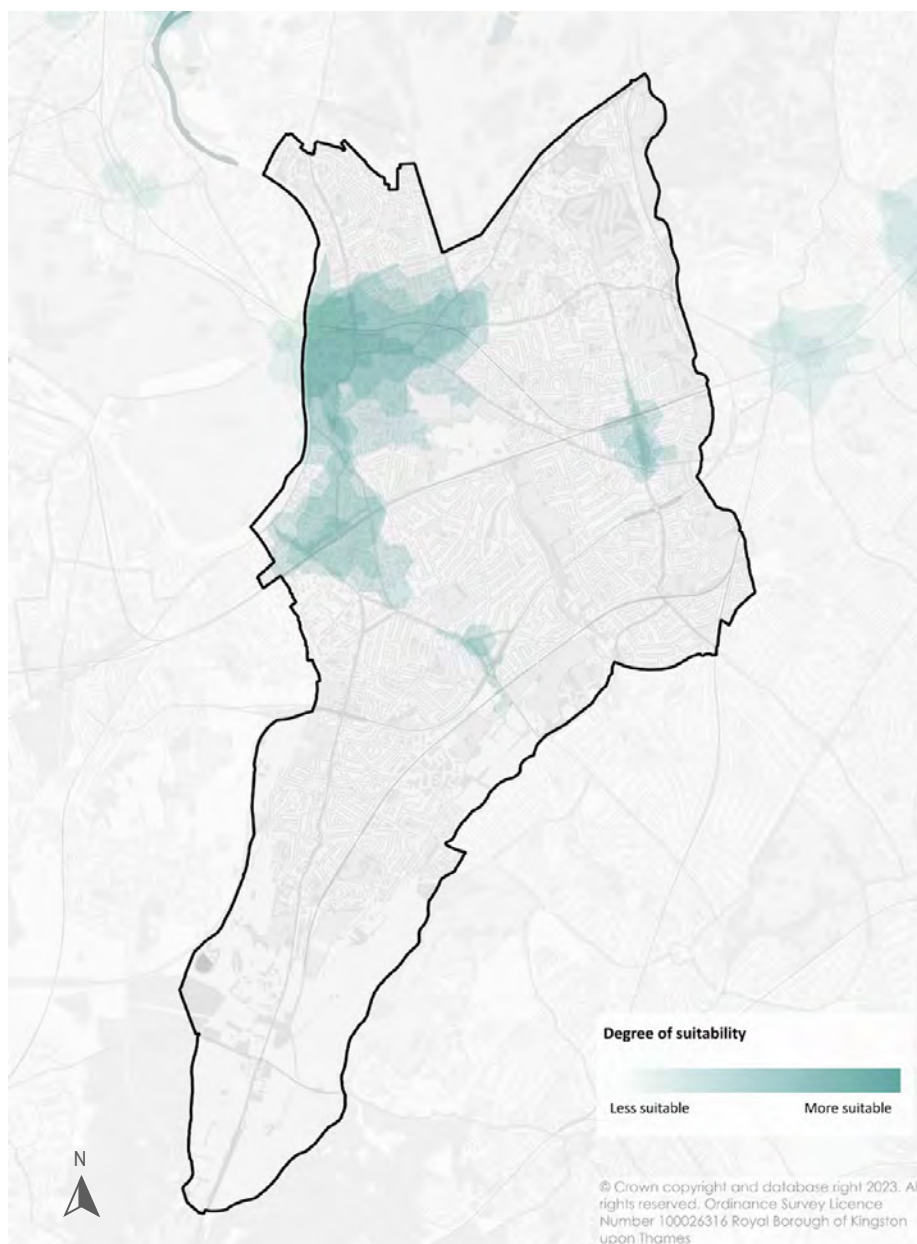 Degree of suitability
Less suitable More suitable
N
© Crown copyright and database right 2023. All
rights reserved. Ordinance Survey Licence
Number 100026316 Royal Borough of Kingston
upon Thames